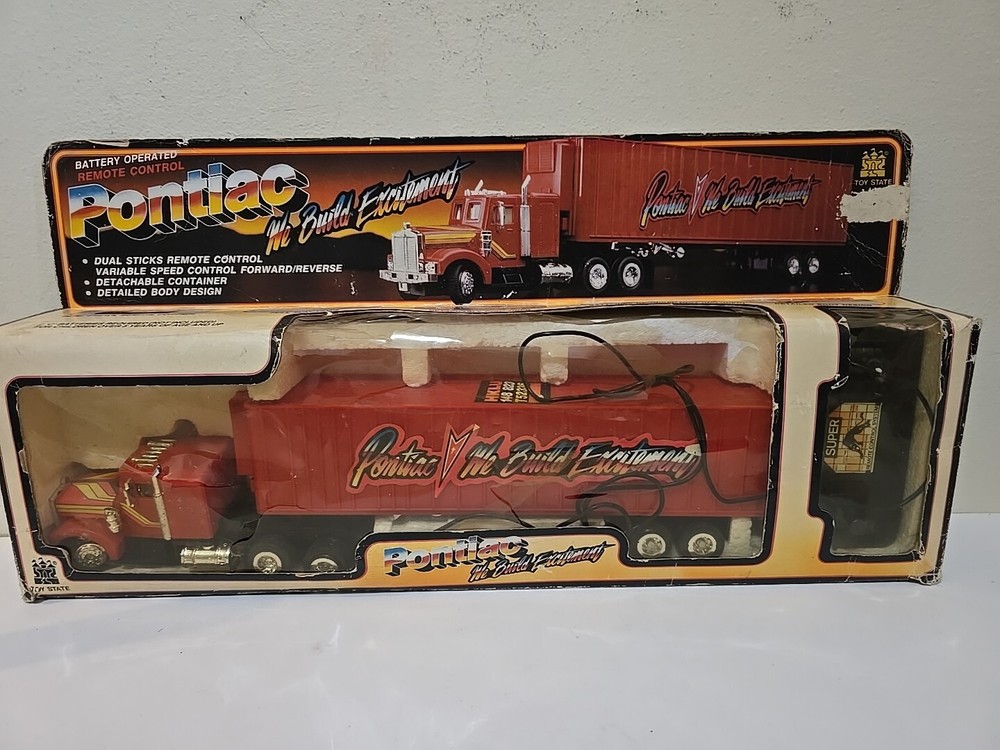 BATTERY OPERATED
REMOTE CONTROL
Pontiac
We Build Excitement
• DUAL STICKS REMOTE CONTROL
VARIABLE SPEED CONTROL FORWARD/REVERSE
• DETACHABLE CONTAINER
• DETAILED BODY DESIGN
Pontiac We Build Excitement
TOY STATE
Pontiac We Build Excitement
SUPER
Pontiac
We Build Excitement
TOY STATE